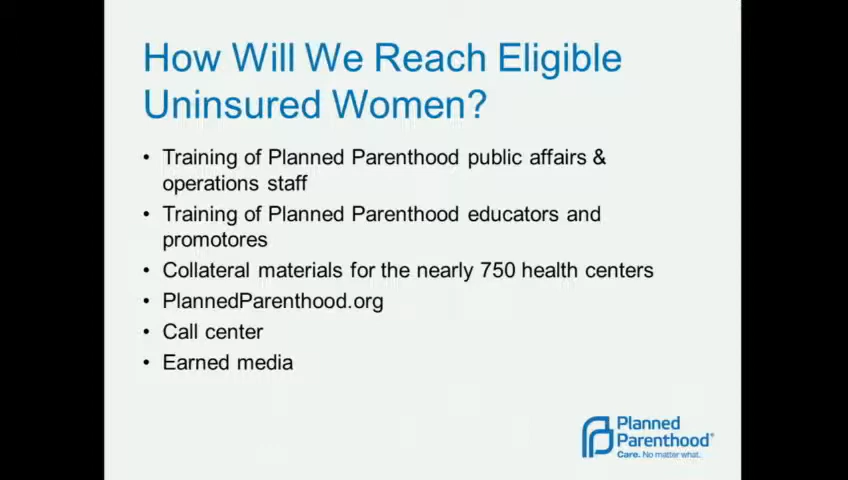 How Will We Reach Eligible
Uninsured Women?
• Training of Planned Parenthood public affairs &
operations staff
• Training of Planned Parenthood educators and
promotores
• Collateral materials for the nearly 750 health centers
• PlannedParenthood.org
• Call center
• Earned media
Planned
Parenthood®
Care. No matter what.